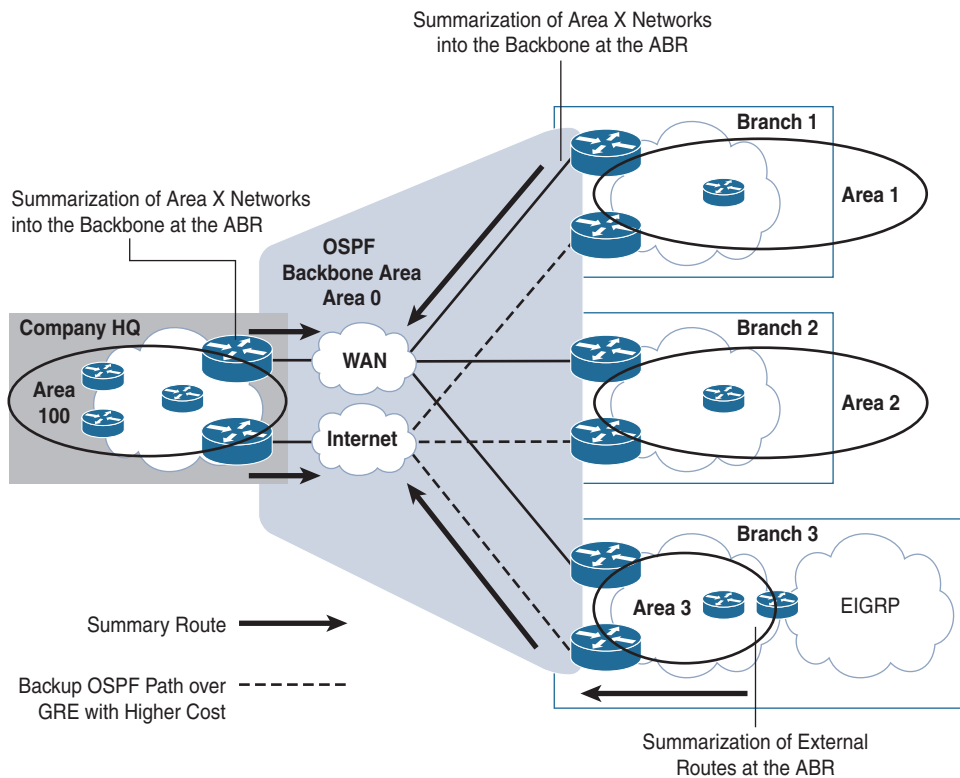 Summarization of Area X Networks
into the Backbone at the ABR
Branch 1
Area 1
Summarization of Area X Networks
into the Backbone at the ABR
OSPF
Backbone Area
Area 0
Company HQ
Area
100
WAN
Internet
Branch 2
Area 2
Branch 3
Area 3
EIGRP
Summary Route
Backup OSPF Path over
GRE with Higher Cost
Summarization of External
Routes at the ABR